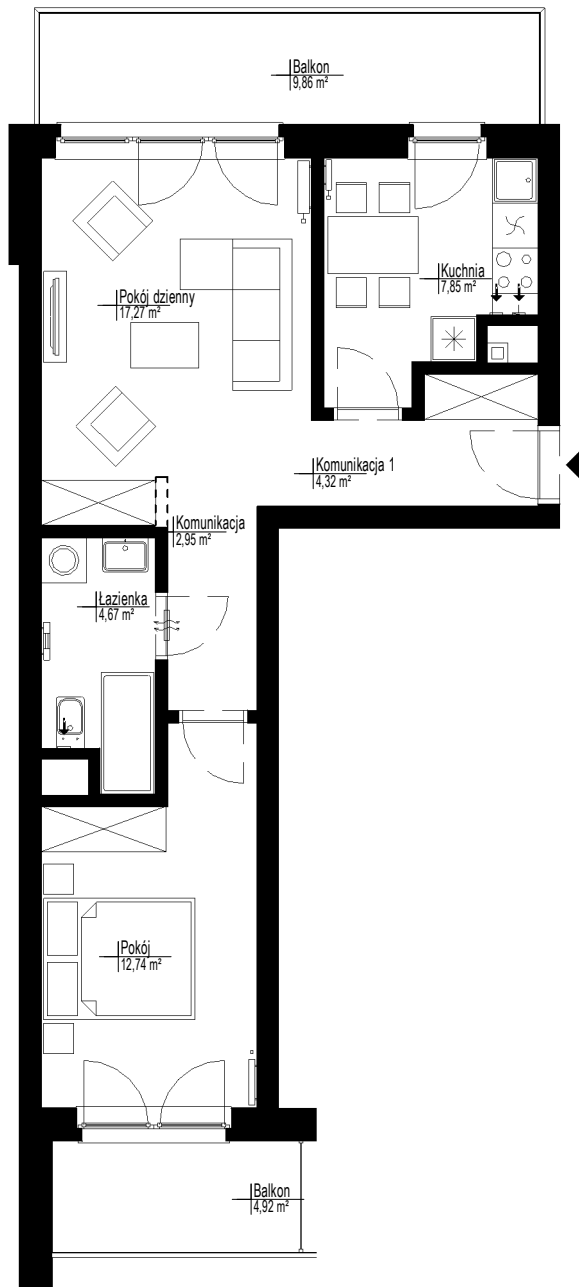 Balkon
9,86 m²
Kuchnia
7,85 m²
Pokój dzienny
17,27 m²
Komunikacja 1
4,32 m²
Komunikacja
2,95 m²
Łazienka
4,67 m²
Pokój
12,74 m²
Balkon
4,92 m²